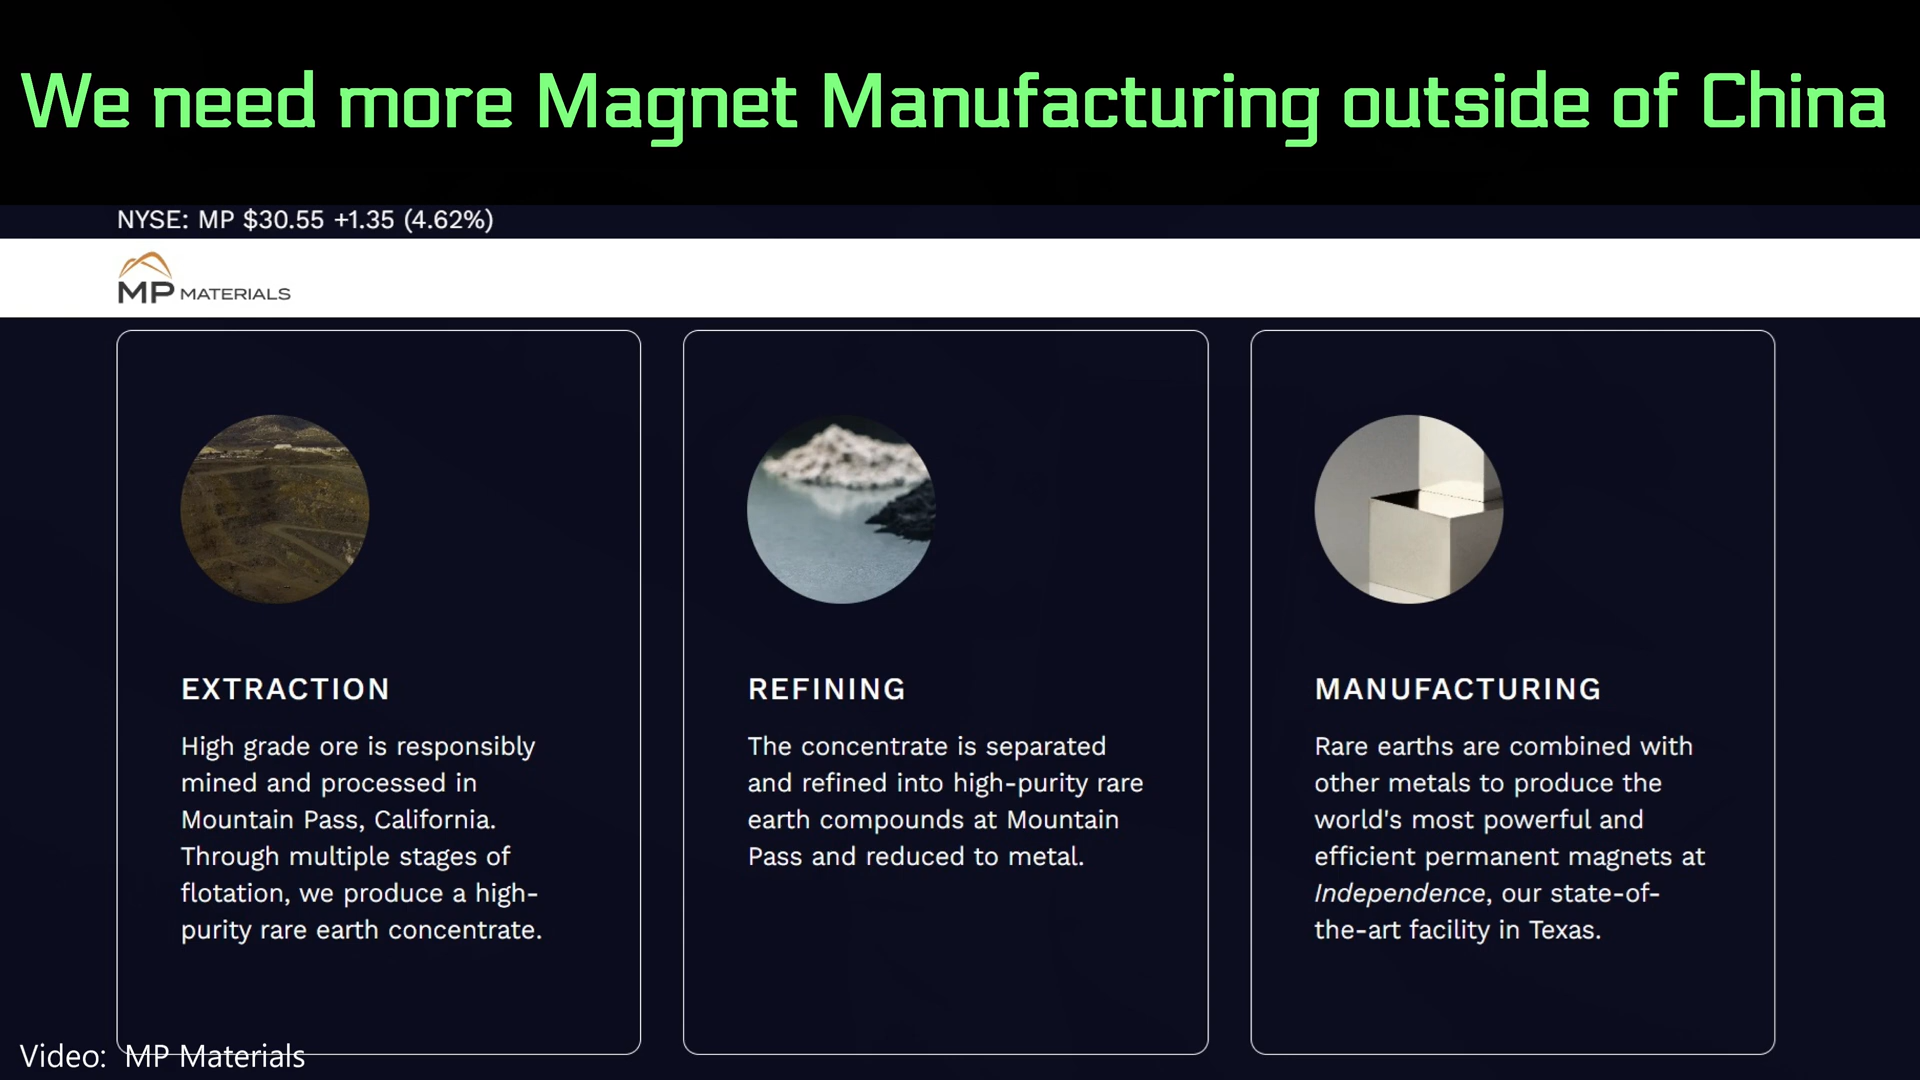 We need more Magnet Manufacturing outside of China
NYSE: MP $30.55 +1.35 (4.62%)
MP MATERIALS
EXTRACTION
High grade ore is responsibly
mined and processed in
Mountain Pass, California.
Through multiple stages of
flotation, we produce a high-
purity rare earth concentrate.
REFINING
The concentrate is separated
and refined into high-purity rare
earth compounds at Mountain
Pass and reduced to metal.
MANUFACTURING
Rare earths are combined with
other metals to produce the
world's most powerful and
efficient permanent magnets at
Independence, our state-of-
the-art facility in Texas.
Video: MP Materials